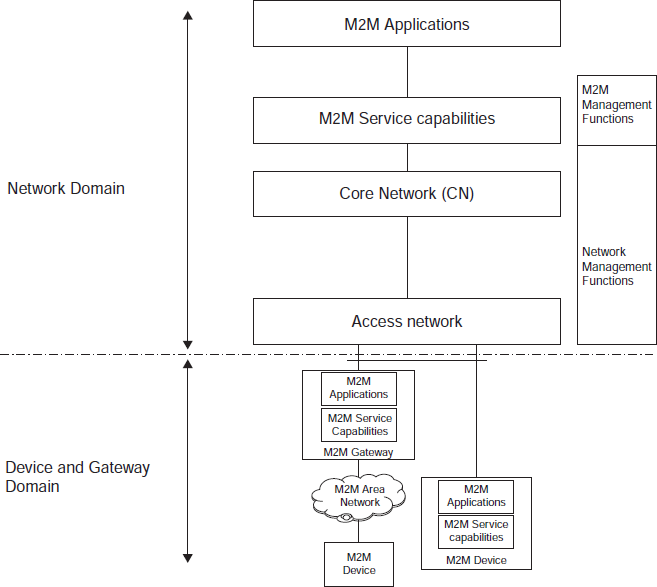 M2M Applications
M2M
Management
Functions
M2M Service capabilities
Network Domain
Core Network (CN)
Network
Management
Functions
Access network
M2M
Applications
M2M Service
Capabilities
M2M Gateway
Device and Gateway
Domain
M2M Area
Network
M2M
Applications
M2M Service
capabilities
M2M Device
M2M
Device